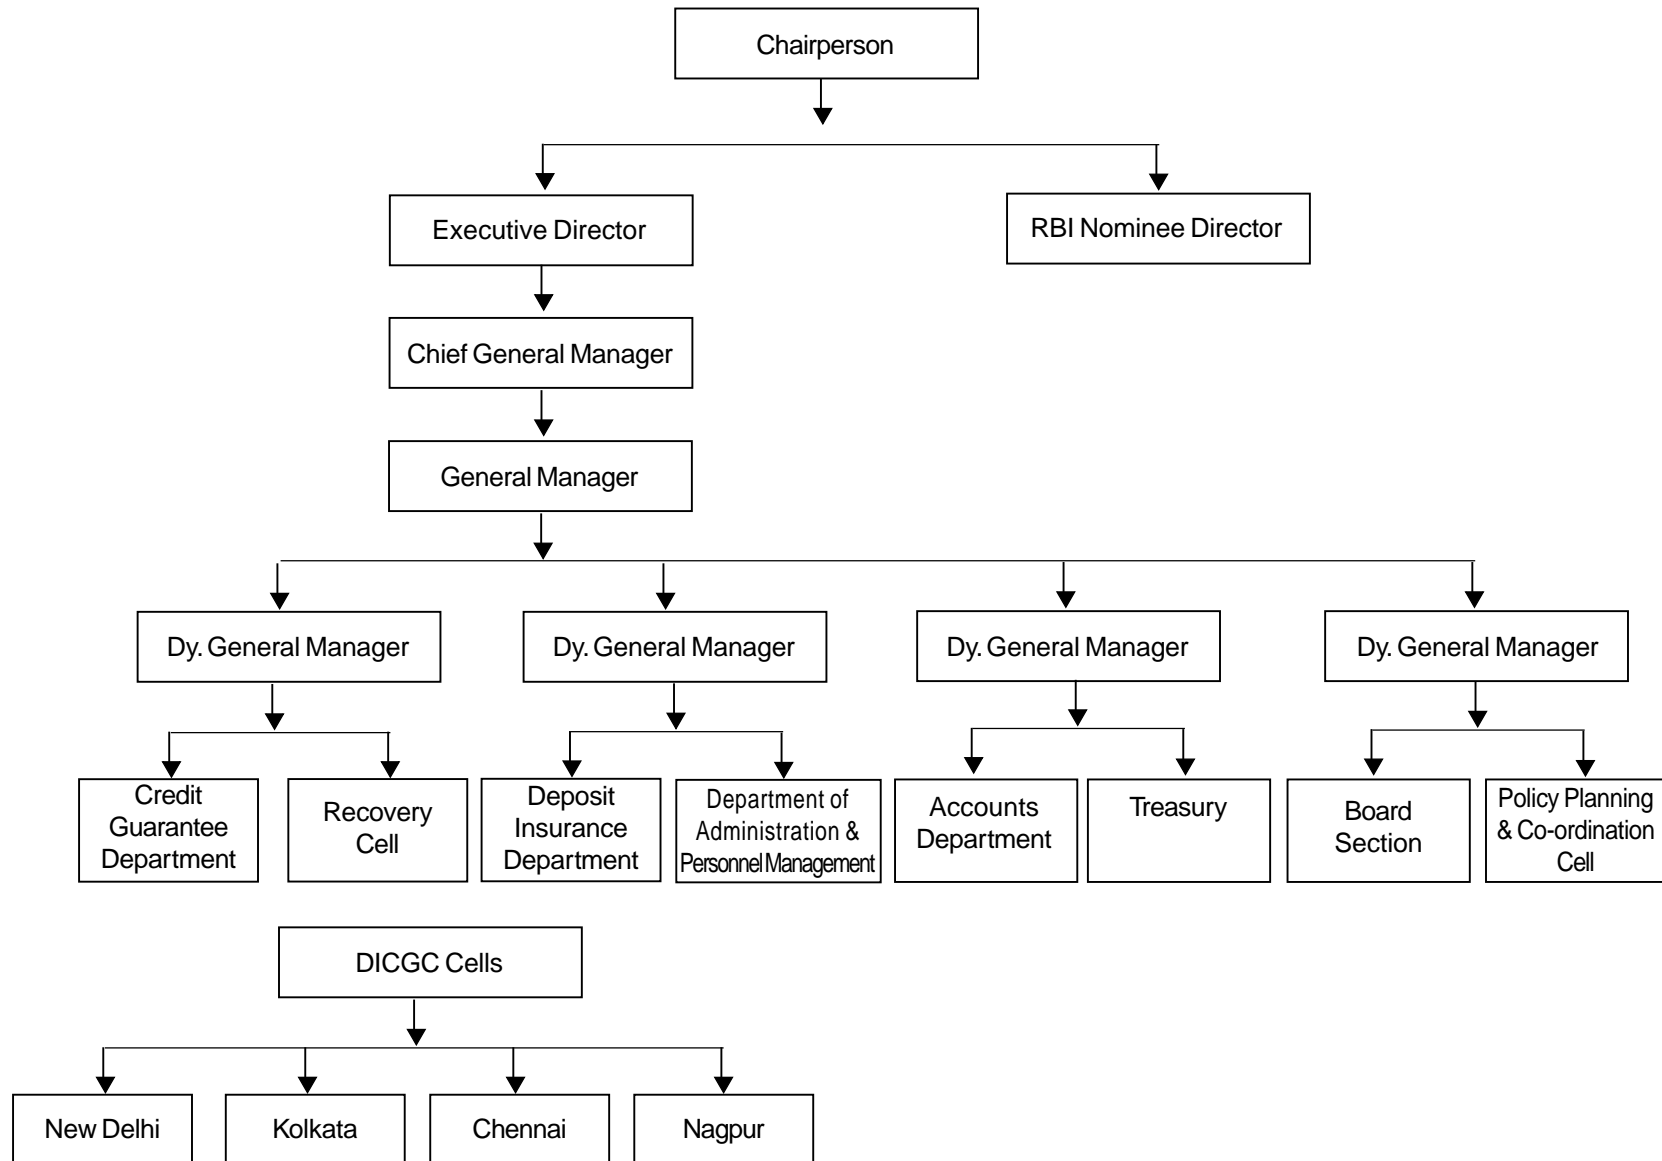 Chairperson
Executive Director
RBI Nominee Director
Chief General Manager
General Manager
Dy. General Manager
Dy. General Manager
Dy. General Manager
Dy. General Manager
Credit
Guarantee
Department
Recovery
Cell
Deposit
Insurance
Department
Department of
Administration &
Personnel Management
Accounts
Department
Treasury
Board
Section
Policy Planning
& Co-ordination
Cell
DICGC Cells
New Delhi
Kolkata
Chennai
Nagpur